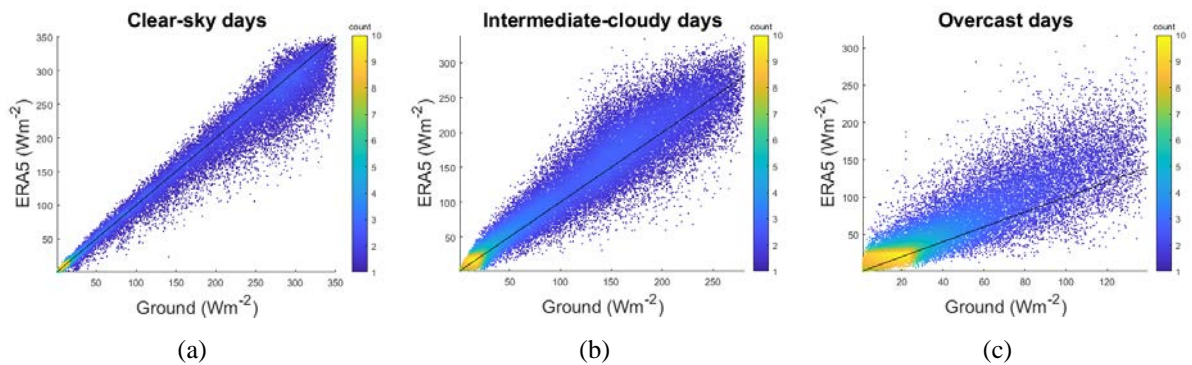 Clear-sky days
count
350
300
250
200
150
100
50
50 100 150 200 250 300 350
10
9
8
7
6
5
4
3
2
1
ERA5 (Wm-2)
Ground (Wm-2)
(a)
Intermediate-cloudy days
count
300
250
200
150
100
50
50 100 150 200 250
10
9
8
7
6
5
4
3
2
1
ERA5 (Wm-2)
Ground (Wm-2)
(b)
Overcast days
count
300
250
200
150
100
50
20 40 60 80 100 120
10
9
8
7
6
5
4
3
2
1
ERA5 (Wm-2)
Ground (Wm-2)
(c)